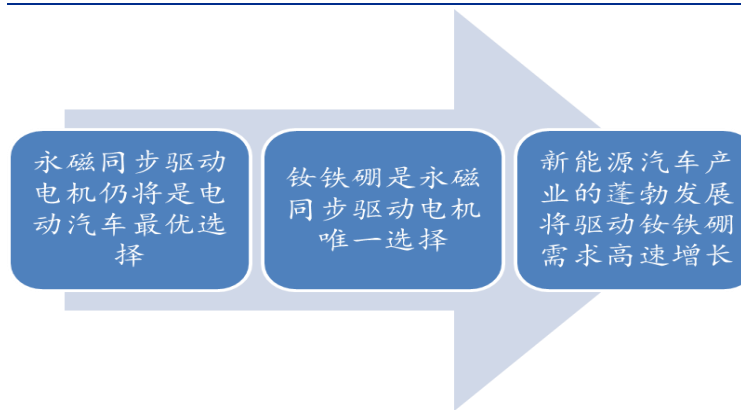 永磁同步驱动
电机仍将是电
动汽车最优选
择
钕铁硼是永磁
同步驱动电机
唯一选择
新能源汽车产
业的蓬勃发展
将驱动钕铁硼
需求高速增长